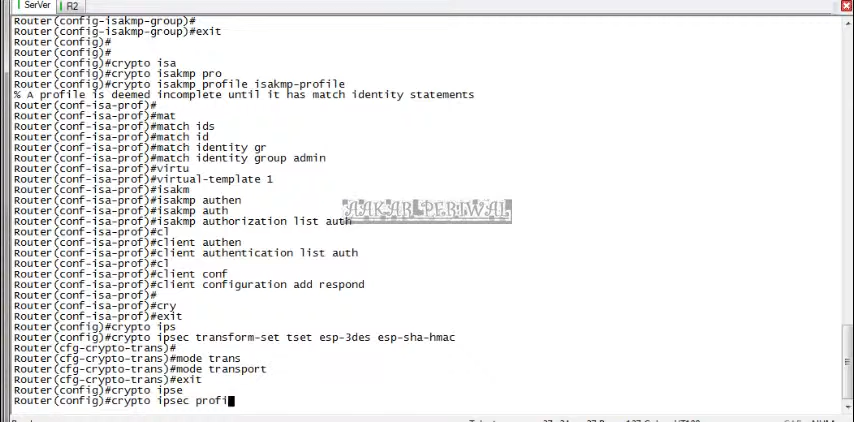 SerVer R2
Router(config-isakmp-group)#
Router(config-isakmp-group)#exit
Router(config)#
Router(config)#
Router(config)#crypto isa
Router(config)#crypto isakmp pro
Router(config)#crypto isakmp profile isakmp-profile
% A profile is deemed incomplete until it has match identity statements
Router(conf-isa-prof)#
Router(conf-isa-prof)#mat
Router(conf-isa-prof)#match ids
Router(conf-isa-prof)#match id
Router(conf-isa-prof)#match identity gr
Router(conf-isa-prof)#match identity group admin
Router(conf-isa-prof)#virtu
Router(conf-isa-prof)#virtual-template 1
Router(conf-isa-prof)#isakm
Router(conf-isa-prof)#isakmp authen
Router(conf-isa-prof)#isakmp auth
Router(conf-isa-prof)#isakmp authorization list auth
AAKAR PERIWAL
Router(conf-isa-prof)#cl
Router(conf-isa-prof)#client authen
Router(conf-isa-prof)#client authentication list auth
Router(conf-isa-prof)#cl
Router(conf-isa-prof)#client conf
Router(conf-isa-prof)#client configuration add respond
Router(conf-isa-prof)#
Router(conf-isa-prof)#cry
Router(conf-isa-prof)#exit
Router(config)#crypto ips
Router(config)#crypto ipsec transform-set tset esp-3des esp-sha-hmac
Router(cfg-crypto-trans)#
Router(cfg-crypto-trans)#mode trans
Router(cfg-crypto-trans)#mode transport
Router(cfg-crypto-trans)#exit
Router(config)#crypto ipse
Router(config)#crypto ipsec profi